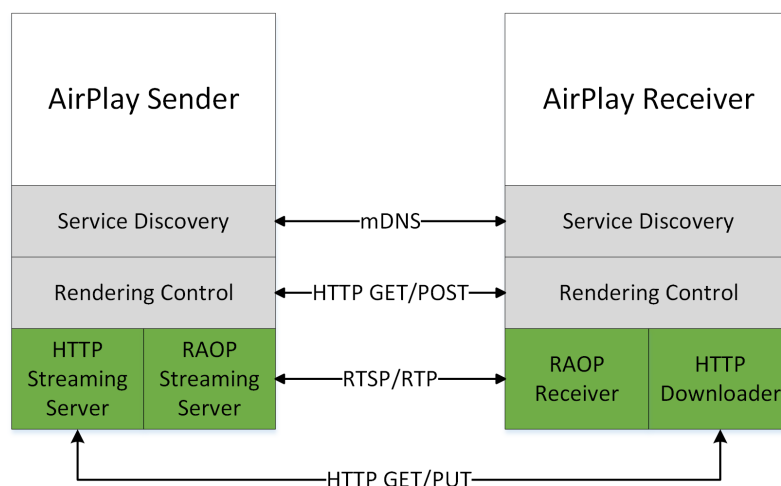 AirPlay Sender
AirPlay Receiver
Service Discovery
mDNS
Service Discovery
Rendering Control
HTTP GET/POST
Rendering Control
HTTP
Streaming
Server
RAOP
Streaming
Server
RTSP/RTP
RAOP
Receiver
HTTP
Downloader
HTTP GET/PUT